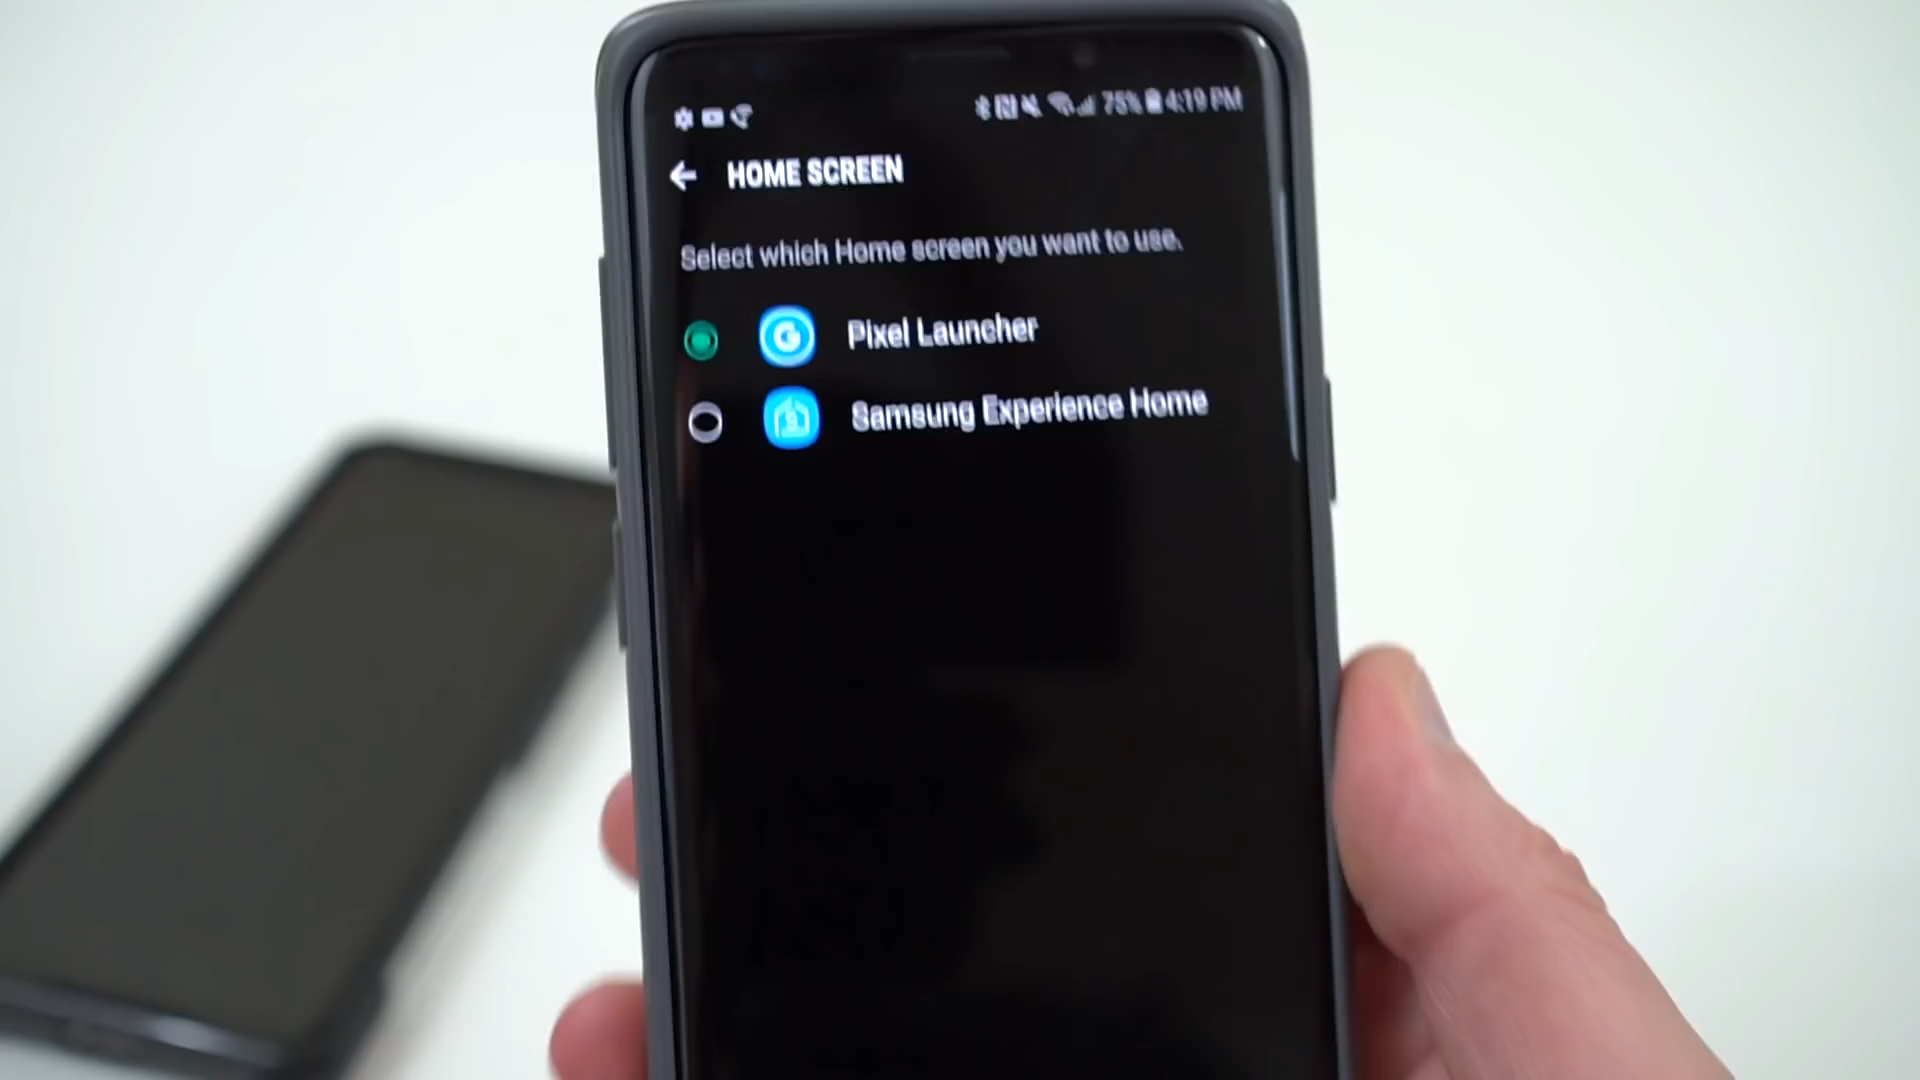 75% 4:19 PM
HOME SCREEN
Select which Home screen you want to use.
Pixel Launcher
Samsung Experience Home